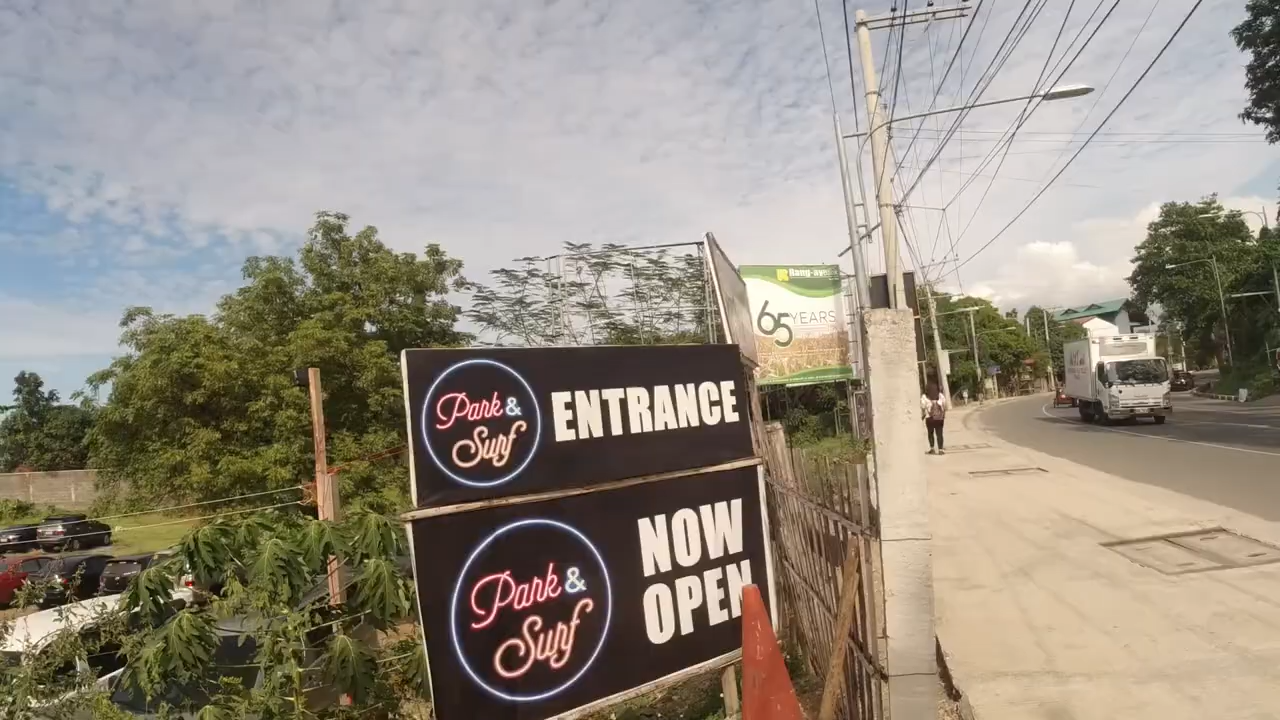 Park &
Surf
ENTRANCE
Park &
Surf
NOW
OPEN
65 YEARS